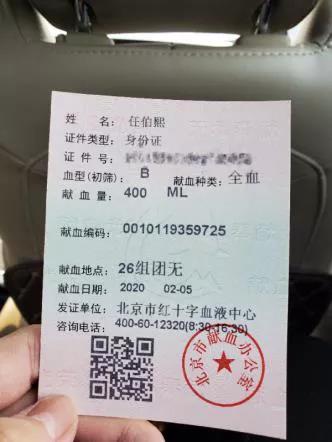 姓 名: 任伯熙
证件类型: 身份证
证 件 号:
血型(初筛): B 献血种类: 全血
献 血 量: 400 ML
献血编码: 0010119359725
献血地点: 26组团无
献血日期: 2020 02-05
发证单位: 北京市红十字血液中心
咨询电话: 400-60-12320(8:30-16:30)
北京市献血办公室